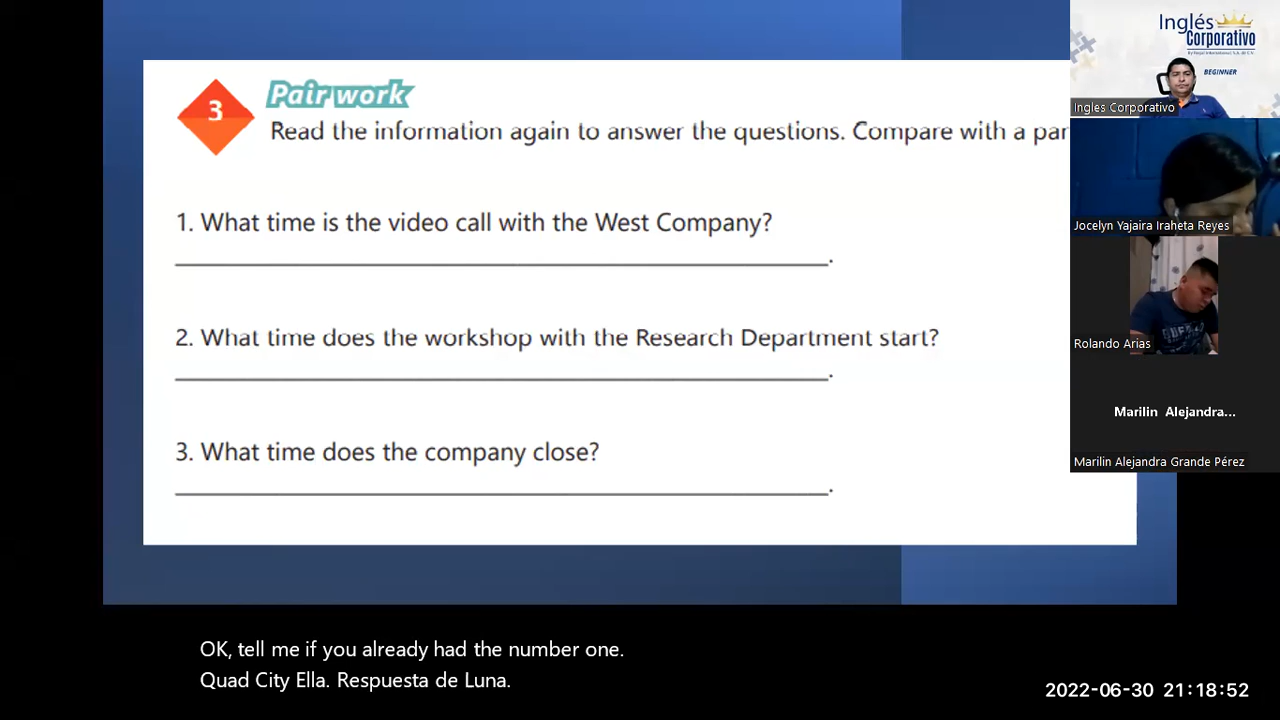 3
Pair work
Read the information again to answer the questions. Compare with a par
1. What time is the video call with the West Company?
.
2. What time does the workshop with the Research Department start?
.
3. What time does the company close?
.
Inglés
Corporativo
BEGINNER
Ingles Corporativo
Jocelyn Yajaira Iraheta Reyes
Rolando Arias
Marilin Alejandra...
Marilin Alejandra Grande Pérez
OK, tell me if you already had the number one.
Quad City Ella. Respuesta de Luna.
2022-06-30 21:18:52